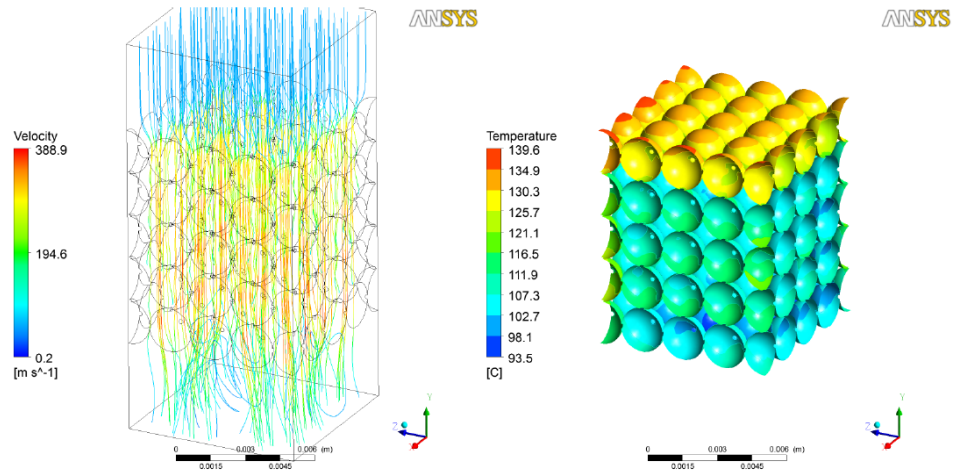 ANSYS
Velocity
388.9
194.6
0.2
[m s^-1]
Y
Z
X
0 0.003 0.006 (m)
0.0015 0.0045
ANSYS
Temperature
139.6
134.9
130.3
125.7
121.1
116.5
111.9
107.3
102.7
98.1
93.5
[C]
Y
Z
X
0 0.003 0.006 (m)
0.0015 0.0045